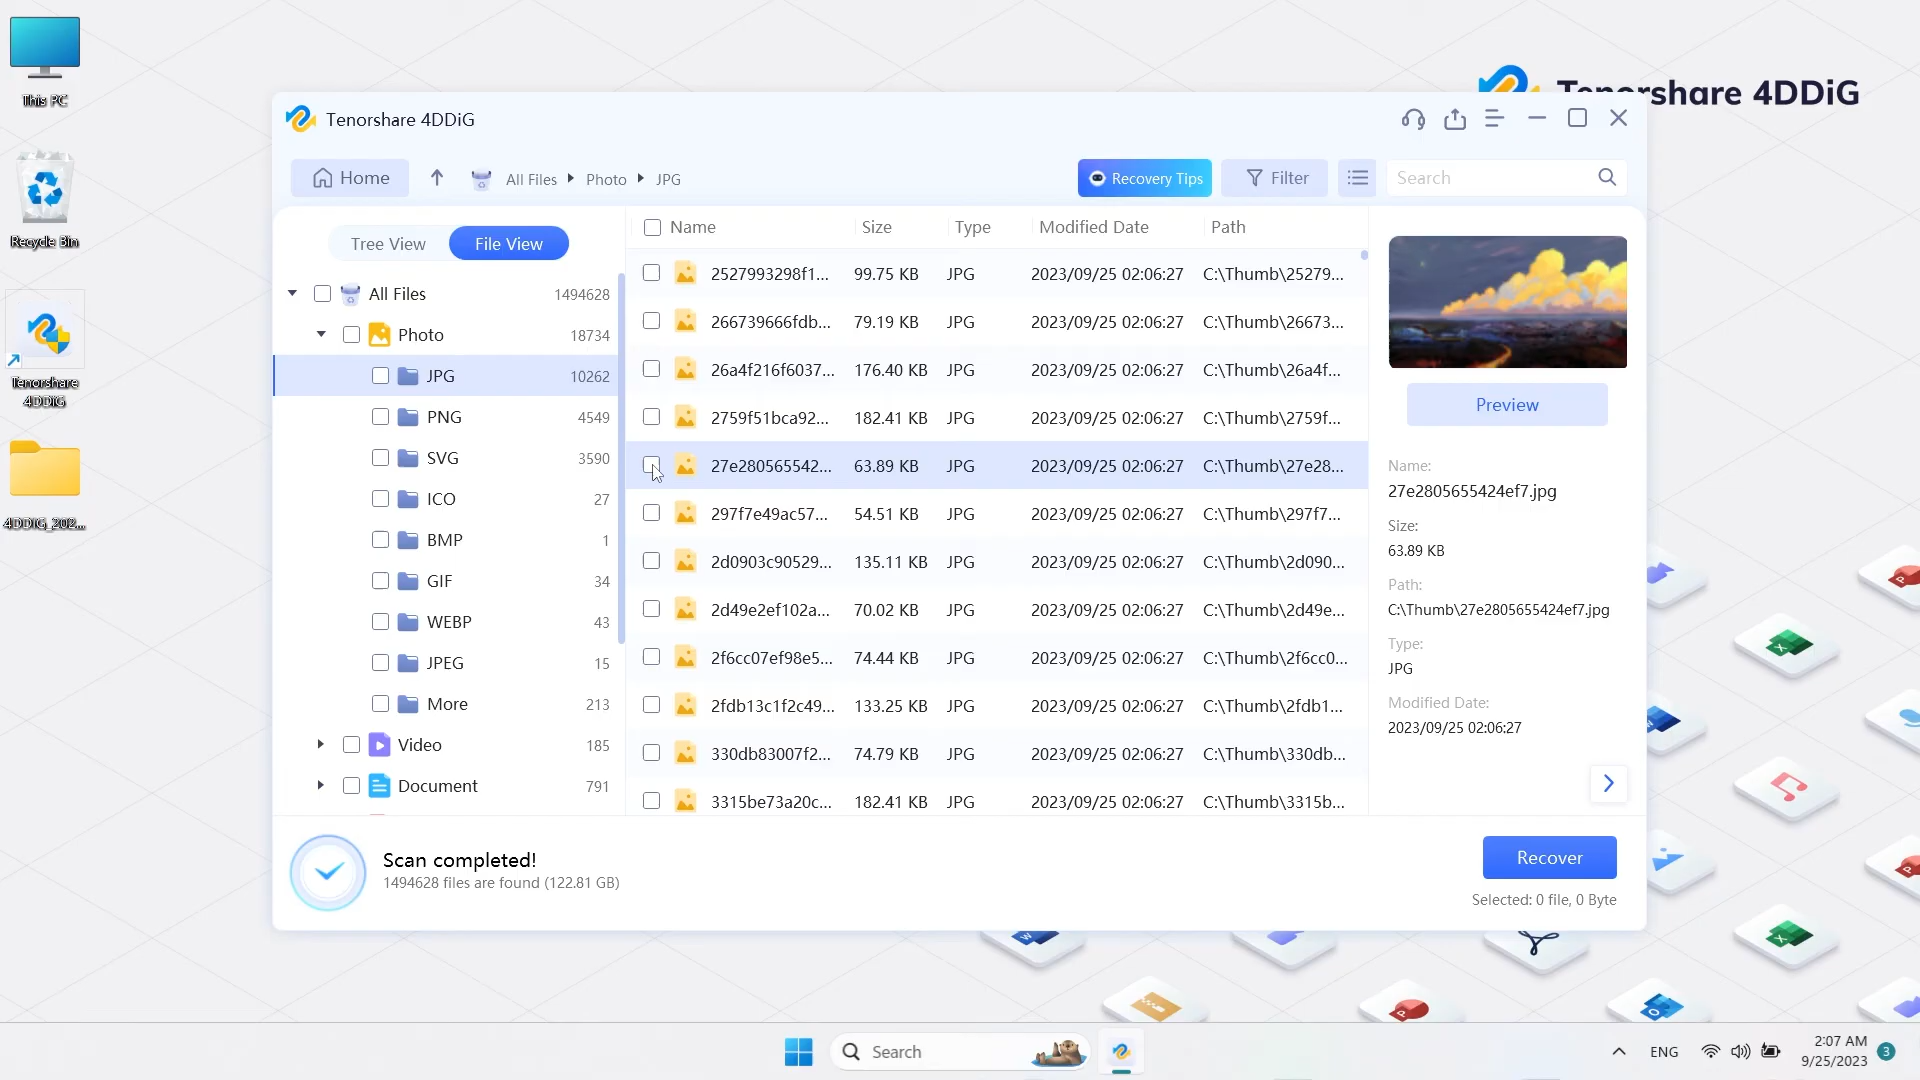 This PC
Recycle Bin
Tenorshare
4DDiG
4DDiG_202...
Tenorshare 4DDiG
Tenorshare 4DDiG
Home
All Files
Photo
JPG
Recovery Tips
Filter
Search
Tree View
File View
All Files 1494628
Photo 18734
JPG 10262
PNG 4549
SVG 3590
ICO 27
BMP 1
GIF 34
WEBP 43
JPEG 15
More 213
Video 185
Document 791
Name Size Type Modified Date Path
2527993298f1... 99.75 KB JPG 2023/09/25 02:06:27 C:\Thumb\25279...
266739666fdb... 79.19 KB JPG 2023/09/25 02:06:27 C:\Thumb\26673...
26a4f216f6037... 176.40 KB JPG 2023/09/25 02:06:27 C:\Thumb\26a4f...
2759f51bca92... 182.41 KB JPG 2023/09/25 02:06:27 C:\Thumb\2759f...
27e280565542... 63.89 KB JPG 2023/09/25 02:06:27 C:\Thumb\27e28...
297f7e49ac57... 54.51 KB JPG 2023/09/25 02:06:27 C:\Thumb\297f7...
2d0903c90529... 135.11 KB JPG 2023/09/25 02:06:27 C:\Thumb\2d090...
2d49e2ef102a... 70.02 KB JPG 2023/09/25 02:06:27 C:\Thumb\2d49e...
2f6cc07ef98e5... 74.44 KB JPG 2023/09/25 02:06:27 C:\Thumb\2f6cc0...
2fdb13c1f2c49... 133.25 KB JPG 2023/09/25 02:06:27 C:\Thumb\2fdb1...
330db83007f2... 74.79 KB JPG 2023/09/25 02:06:27 C:\Thumb\330db...
3315be73a20c... 182.41 KB JPG 2023/09/25 02:06:27 C:\Thumb\3315b...
Preview
Name:
27e2805655424ef7.jpg
Size:
63.89 KB
Path:
C:\Thumb\27e2805655424ef7.jpg
Type:
JPG
Modified Date:
2023/09/25 02:06:27
Scan completed!
1494628 files are found (122.81 GB)
Recover
Selected: 0 file, 0 Byte
Search
ENG
2:07 AM
9/25/2023
3